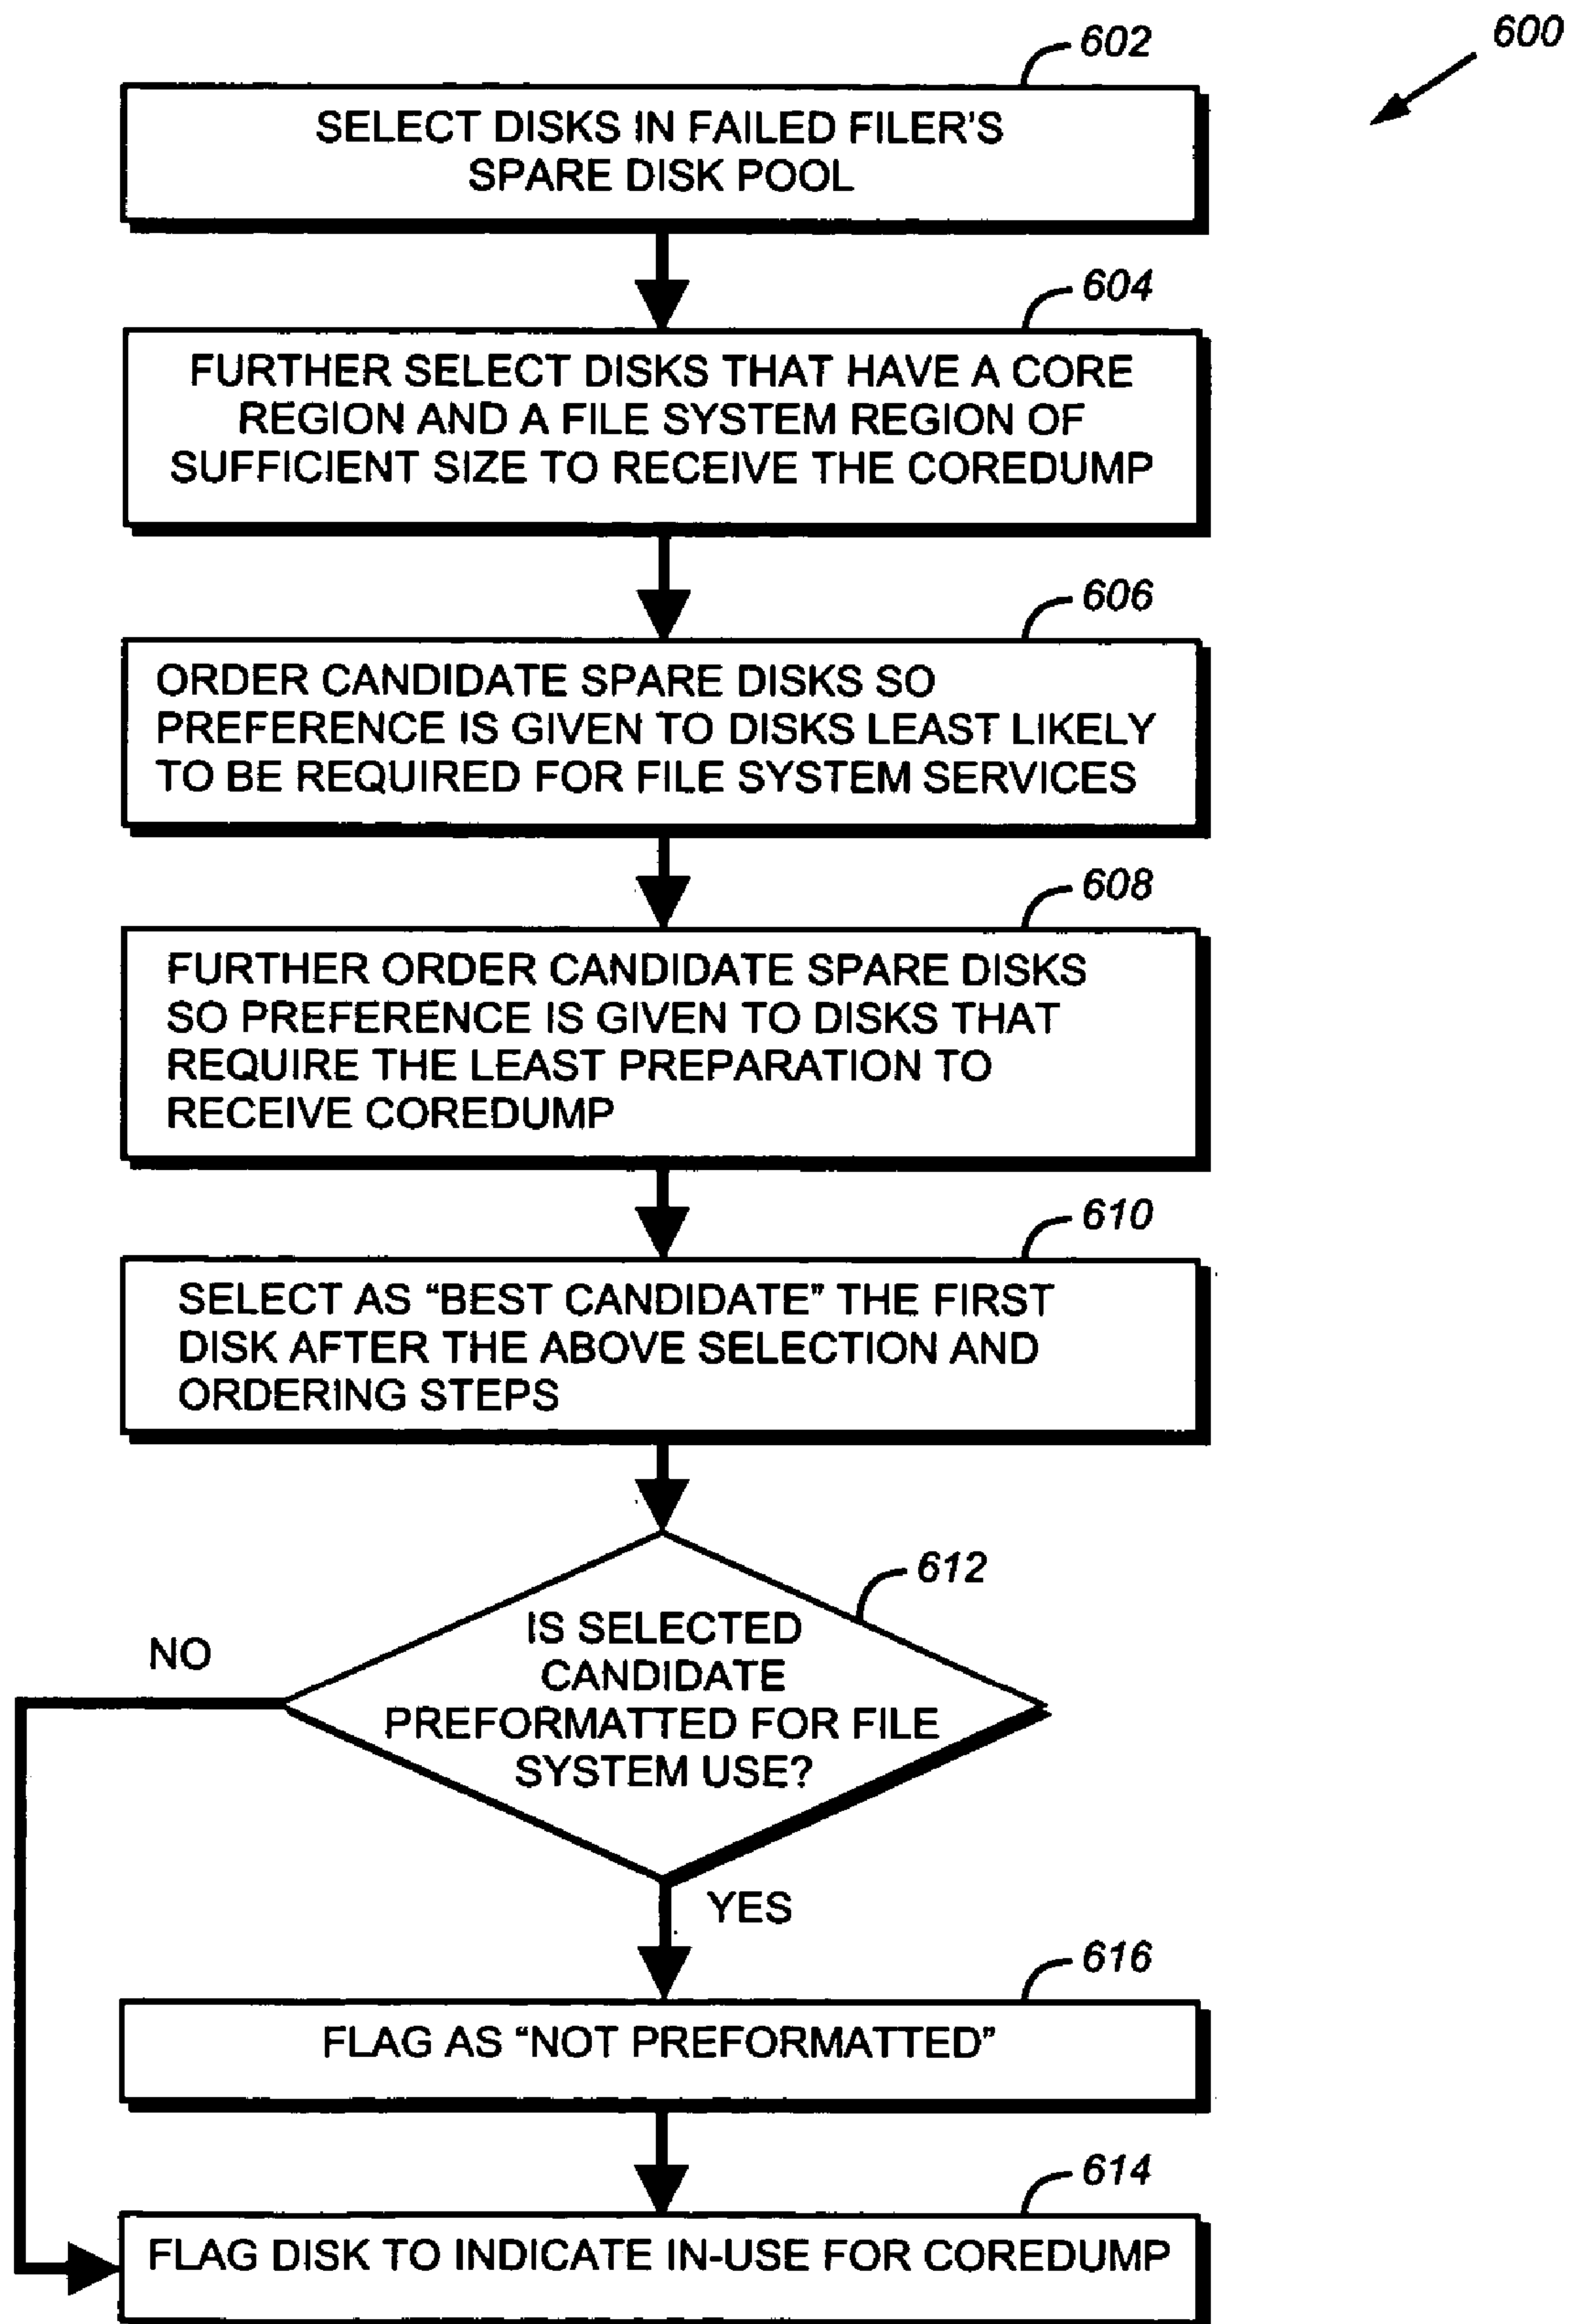 600
602
SELECT DISKS IN FAILED FILER'S
SPARE DISK POOL
604
FURTHER SELECT DISKS THAT HAVE A CORE
REGION AND A FILE SYSTEM REGION OF
SUFFICIENT SIZE TO RECEIVE THE COREDUMP
606
ORDER CANDIDATE SPARE DISKS SO
PREFERENCE IS GIVEN TO DISKS LEAST LIKELY
TO BE REQUIRED FOR FILE SYSTEM SERVICES
608
FURTHER ORDER CANDIDATE SPARE DISKS
SO PREFERENCE IS GIVEN TO DISKS THAT
REQUIRE THE LEAST PREPARATION TO
RECEIVE COREDUMP
610
SELECT AS “BEST CANDIDATE” THE FIRST
DISK AFTER THE ABOVE SELECTION AND
ORDERING STEPS
612
IS SELECTED
CANDIDATE
PREFORMATTED FOR FILE
SYSTEM USE?
NO
YES
616
FLAG AS “NOT PREFORMATTED”
614
FLAG DISK TO INDICATE IN-USE FOR COREDUMP